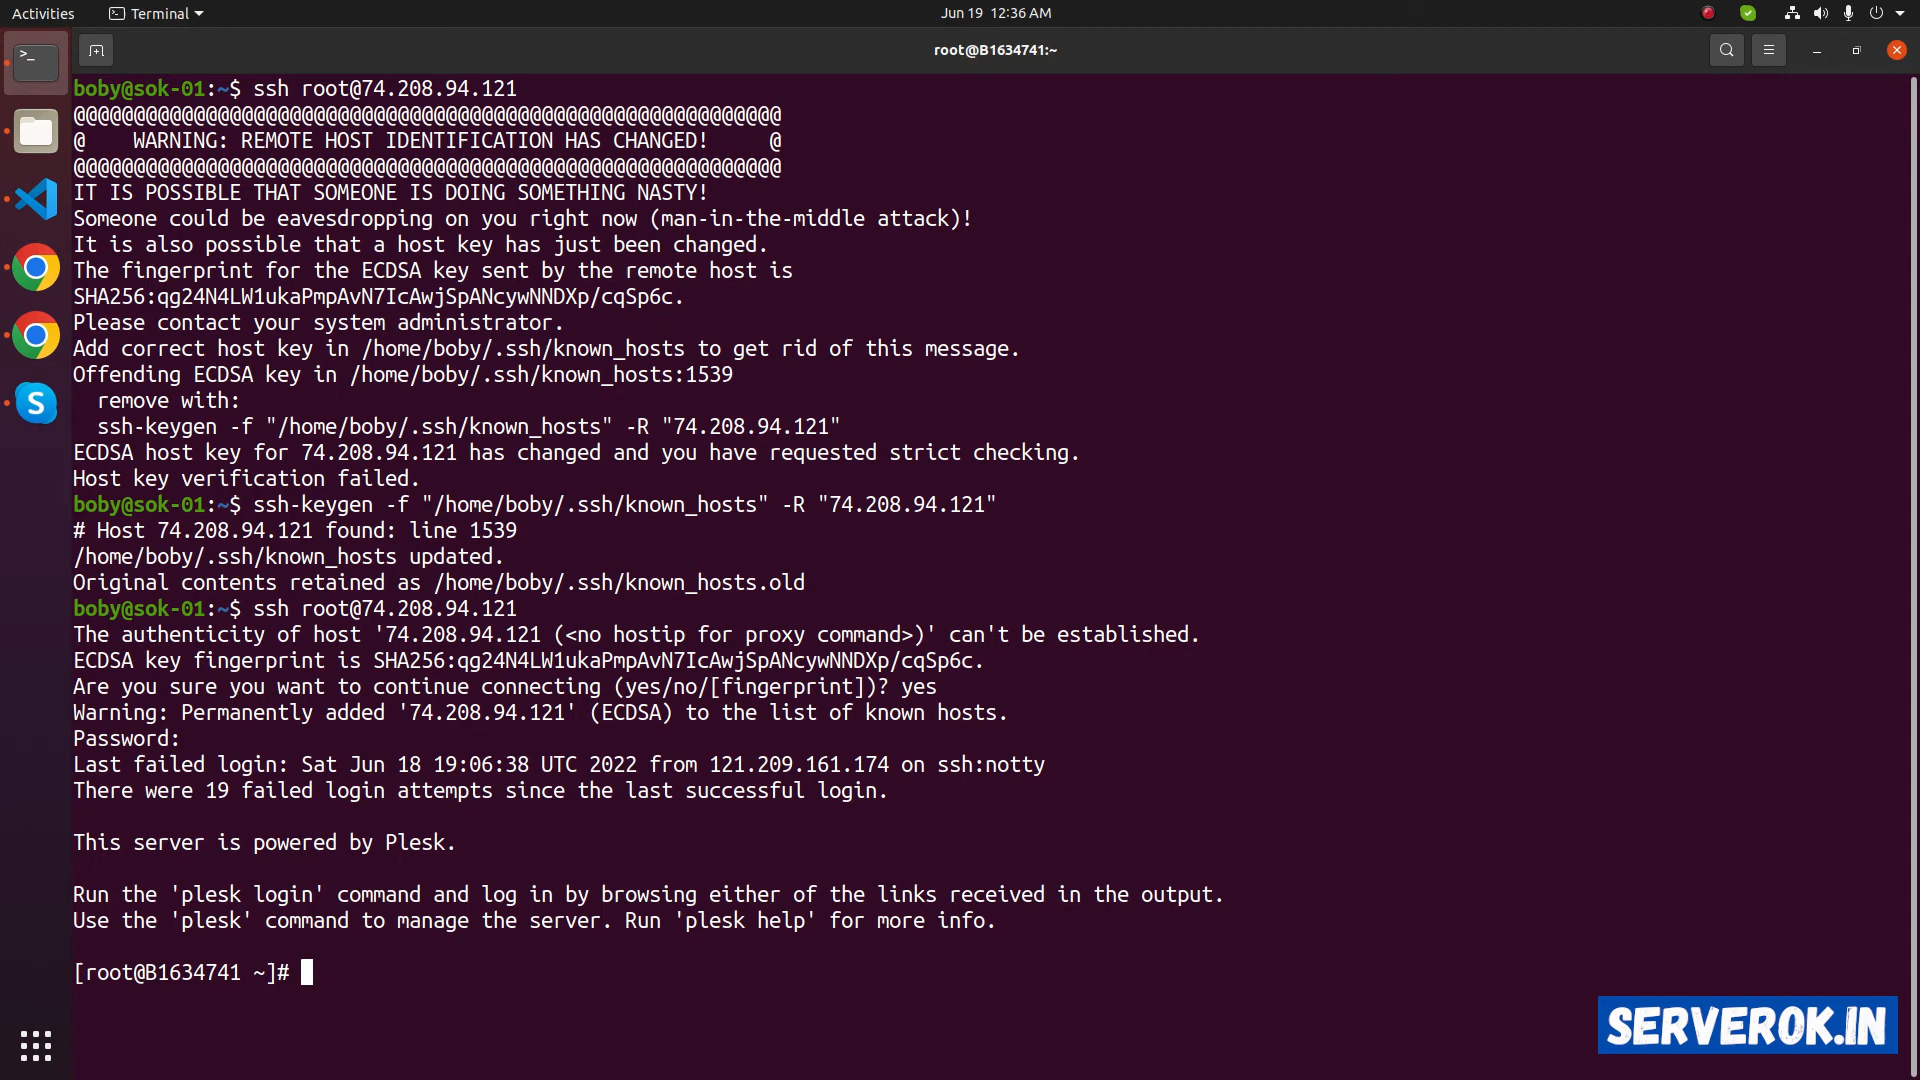 Activities Terminal Jun 19 12:36 AM
root@B1634741:~
boby@sok-01:~$ ssh root@74.208.94.121
@@@@@@@@@@@@@@@@@@@@@@@@@@@@@@@@@@@@@@@@@@@@@@@@@@@@@@@@@@@
@    WARNING: REMOTE HOST IDENTIFICATION HAS CHANGED!     @
@@@@@@@@@@@@@@@@@@@@@@@@@@@@@@@@@@@@@@@@@@@@@@@@@@@@@@@@@@@
IT IS POSSIBLE THAT SOMEONE IS DOING SOMETHING NASTY!
Someone could be eavesdropping on you right now (man-in-the-middle attack)!
It is also possible that a host key has just been changed.
The fingerprint for the ECDSA key sent by the remote host is
SHA256:qg24N4LW1ukaPmpAvN7IcAwjSpANcywNNDXp/cqSp6c.
Please contact your system administrator.
Add correct host key in /home/boby/.ssh/known_hosts to get rid of this message.
Offending ECDSA key in /home/boby/.ssh/known_hosts:1539
  remove with:
  ssh-keygen -f "/home/boby/.ssh/known_hosts" -R "74.208.94.121"
ECDSA host key for 74.208.94.121 has changed and you have requested strict checking.
Host key verification failed.
boby@sok-01:~$ ssh-keygen -f "/home/boby/.ssh/known_hosts" -R "74.208.94.121"
# Host 74.208.94.121 found: line 1539
/home/boby/.ssh/known_hosts updated.
Original contents retained as /home/boby/.ssh/known_hosts.old
boby@sok-01:~$ ssh root@74.208.94.121
The authenticity of host '74.208.94.121 (<no hostip for proxy command>)' can't be established.
ECDSA key fingerprint is SHA256:qg24N4LW1ukaPmpAvN7IcAwjSpANcywNNDXp/cqSp6c.
Are you sure you want to continue connecting (yes/no/[fingerprint])? yes
Warning: Permanently added '74.208.94.121' (ECDSA) to the list of known hosts.
Password:
Last failed login: Sat Jun 18 19:06:38 UTC 2022 from 121.209.161.174 on ssh:notty
There were 19 failed login attempts since the last successful login.
This server is powered by Plesk.
Run the 'plesk login' command and log in by browsing either of the links received in the output.
Use the 'plesk' command to manage the server. Run 'plesk help' for more info.
[root@B1634741 ~]#
SERVEROK.IN